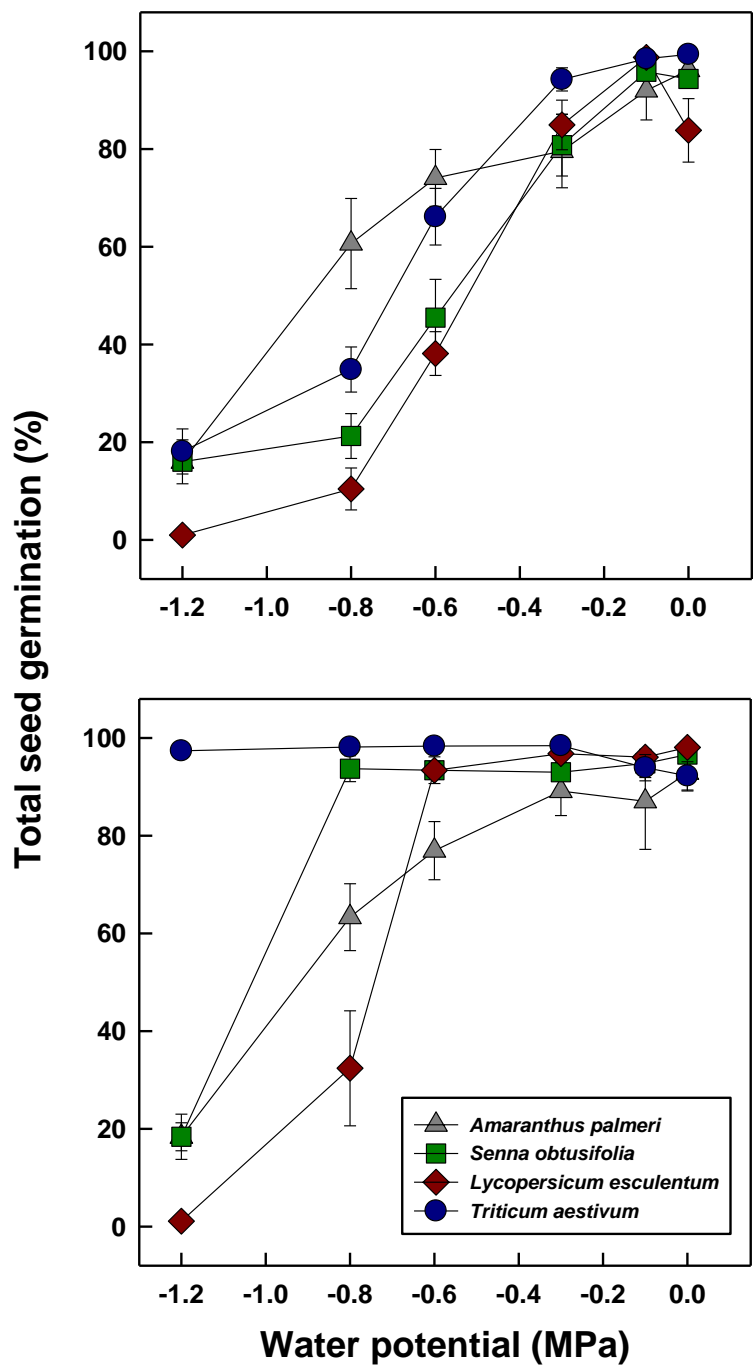 Total seed germination (%)
100
80
60
40
20
0
-1.2 -1.0 -0.8 -0.6 -0.4 -0.2 0.0
100
80
60
40
20
0
Amaranthus palmeri
Senna obtusifolia
Lycopersicum esculentum
Triticum aestivum
-1.2 -1.0 -0.8 -0.6 -0.4 -0.2 0.0
Water potential (MPa)